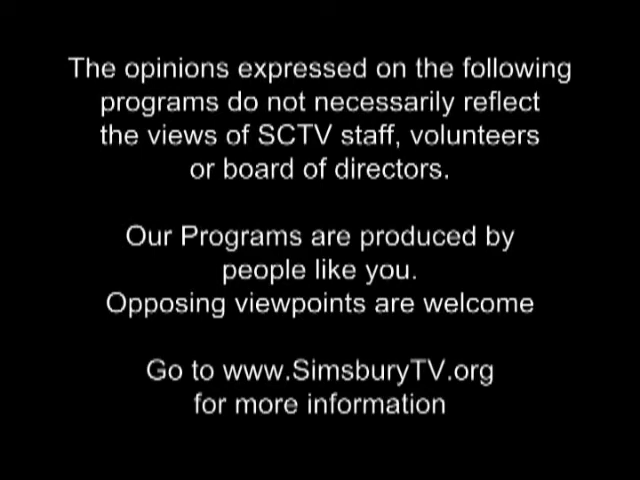 The opinions expressed on the following
programs do not necessarily reflect
the views of SCTV staff, volunteers
or board of directors.
Our Programs are produced by
people like you.
Opposing viewpoints are welcome
Go to www.SimsburyTV.org
for more information